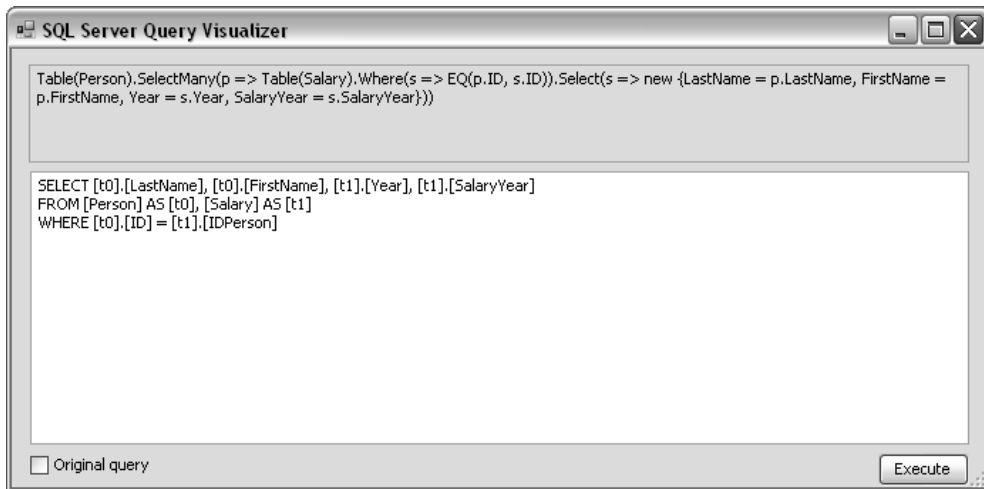 SQL Server Query Visualizer
Table(Person).SelectMany(p => Table(Salary).Where(s => EQ(p.ID, s.ID)).Select(s => new {LastName = p.LastName, FirstName =
p.FirstName, Year = s.Year, SalaryYear = s.SalaryYear}))
SELECT [t0].[LastName], [t0].[FirstName], [t1].[Year], [t1].[SalaryYear]
FROM [Person] AS [t0], [Salary] AS [t1]
WHERE [t0].[ID] = [t1].[IDPerson]
Original query
Execute